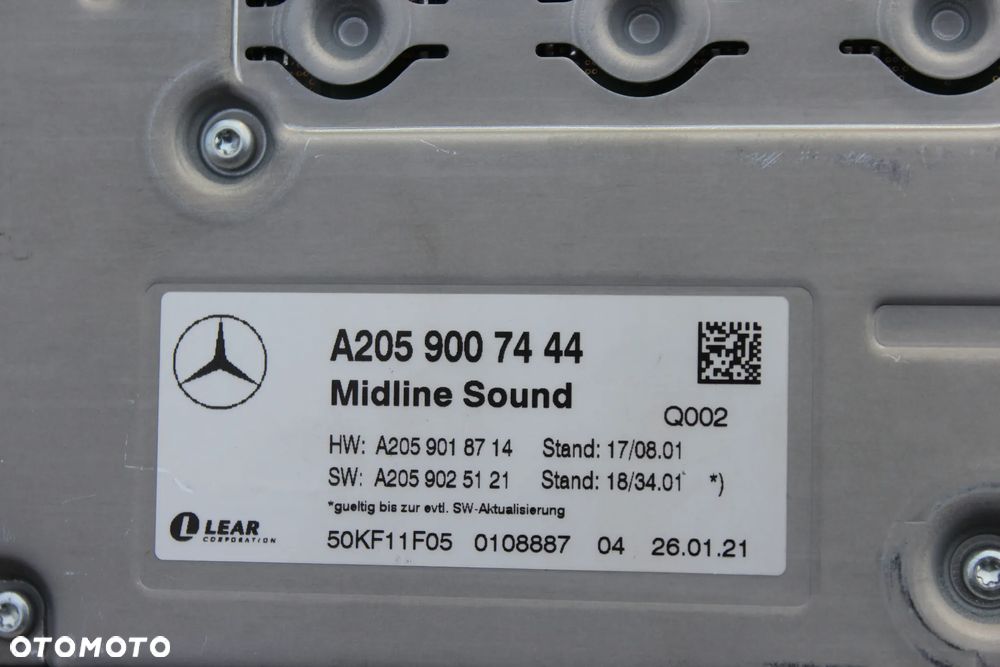 A205 900 74 44
Midline Sound
Q002
HW: A205 901 87 14 Stand: 17/08.01
SW: A205 902 51 21 Stand: 18/34.01 *)
*gueltig bis zur evtl. SW-Aktualisierung
LEAR
CORPORATION
50KF11F05 0108887 04 26.01.21
OTOMOTO